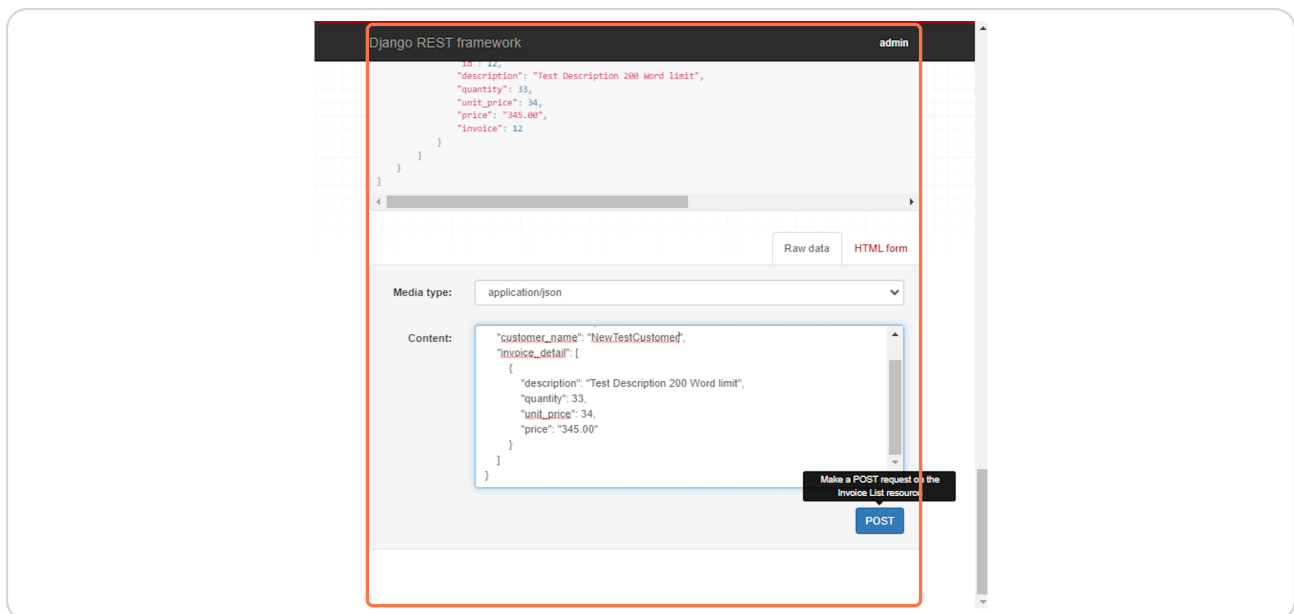 Django REST framework
admin
"id": 12,
"description": "Test Description 200 Word limit",
"quantity": 33,
"unit_price": 34,
"price": "345.00",
"invoice": 12
}
]
}
]
Raw data
HTML form
Media type:
application/json
Content:
"customer_name": "NewTestCustomer",
"invoice_detail": [
{
"description": "Test Description 200 Word limit",
"quantity": 33,
"unit_price": 34,
"price": "345.00"
}
]
}
Make a POST request on the
Invoice List resource
POST